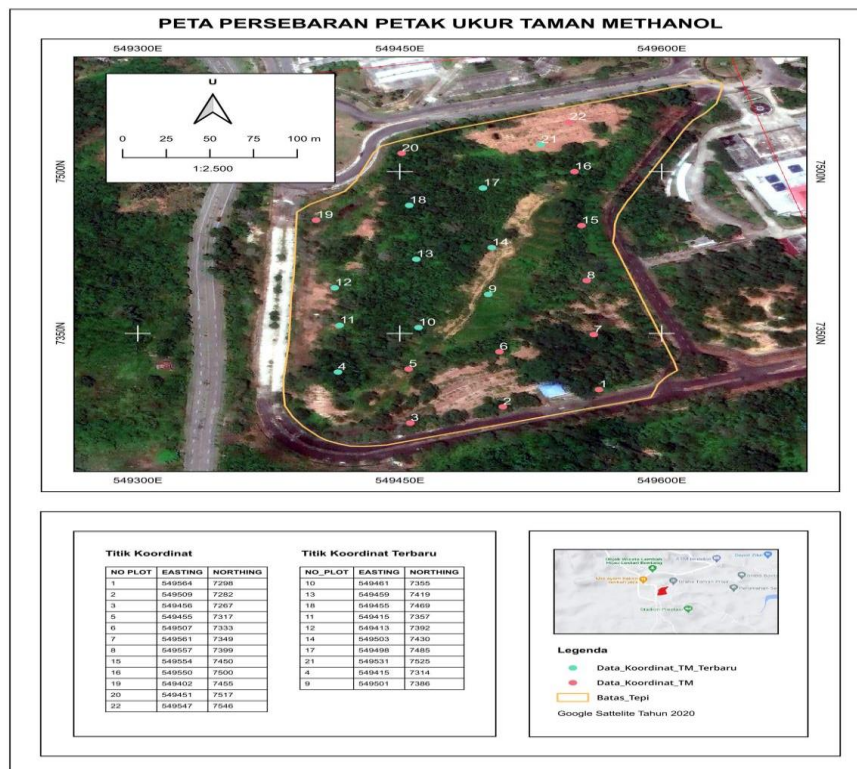 PETA PERSEBARAN PETAK UKUR TAMAN METHANOL
549300E 549450E 549600E
U
0 25 50 75 100 m
1:2.500
7500N 7500N
7350N 7350N
22
21
20
16
17
18
19
15
14
13
12
8
9
11
10
7
6
5
4
1
2
3
549300E 549450E 549600E
Titik Koordinat
NO PLOT EASTING NORTHING
1 549564 7298
2 549509 7282
3 549456 7267
5 549455 7317
6 549507 7333
7 549561 7349
8 549557 7399
15 549554 7450
16 549550 7500
19 549402 7455
20 549451 7517
22 549547 7546
Titik Koordinat Terbaru
NO_PLOT EASTING NORTHING
10 549461 7355
13 549459 7419
18 549455 7469
11 549415 7357
12 549413 7392
14 549503 7430
17 549498 7485
21 549531 7525
4 549415 7314
9 549501 7386
Legenda
Data_Koordinat_TM_Terbaru
Data_Koordinat_TM
Batas_Tepi
Google Sattelite Tahun 2020